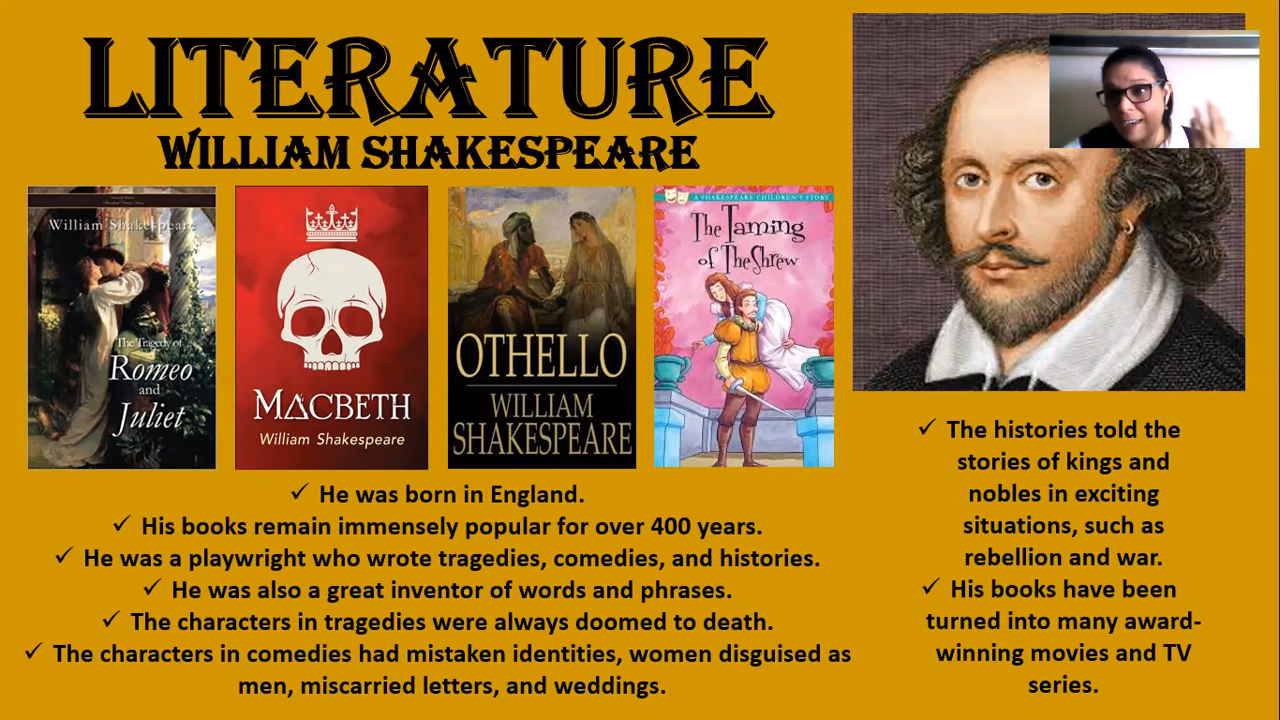 LITERATURE
WILLIAM SHAKESPEARE
William Shakespeare
The Tragedy of
Romeo
and
Juliet
MACBETH
William Shakespeare
OTHELLO
WILLIAM
SHAKESPEARE
A SHAKESPEARE CHILDREN'S STORY
The Taming
of The Shrew
✓ He was born in England.
✓ His books remain immensely popular for over 400 years.
✓ He was a playwright who wrote tragedies, comedies, and histories.
✓ He was also a great inventor of words and phrases.
✓ The characters in tragedies were always doomed to death.
✓ The characters in comedies had mistaken identities, women disguised as
men, miscarried letters, and weddings.
✓ The histories told the
stories of kings and
nobles in exciting
situations, such as
rebellion and war.
✓ His books have been
turned into many award-
winning movies and TV
series.